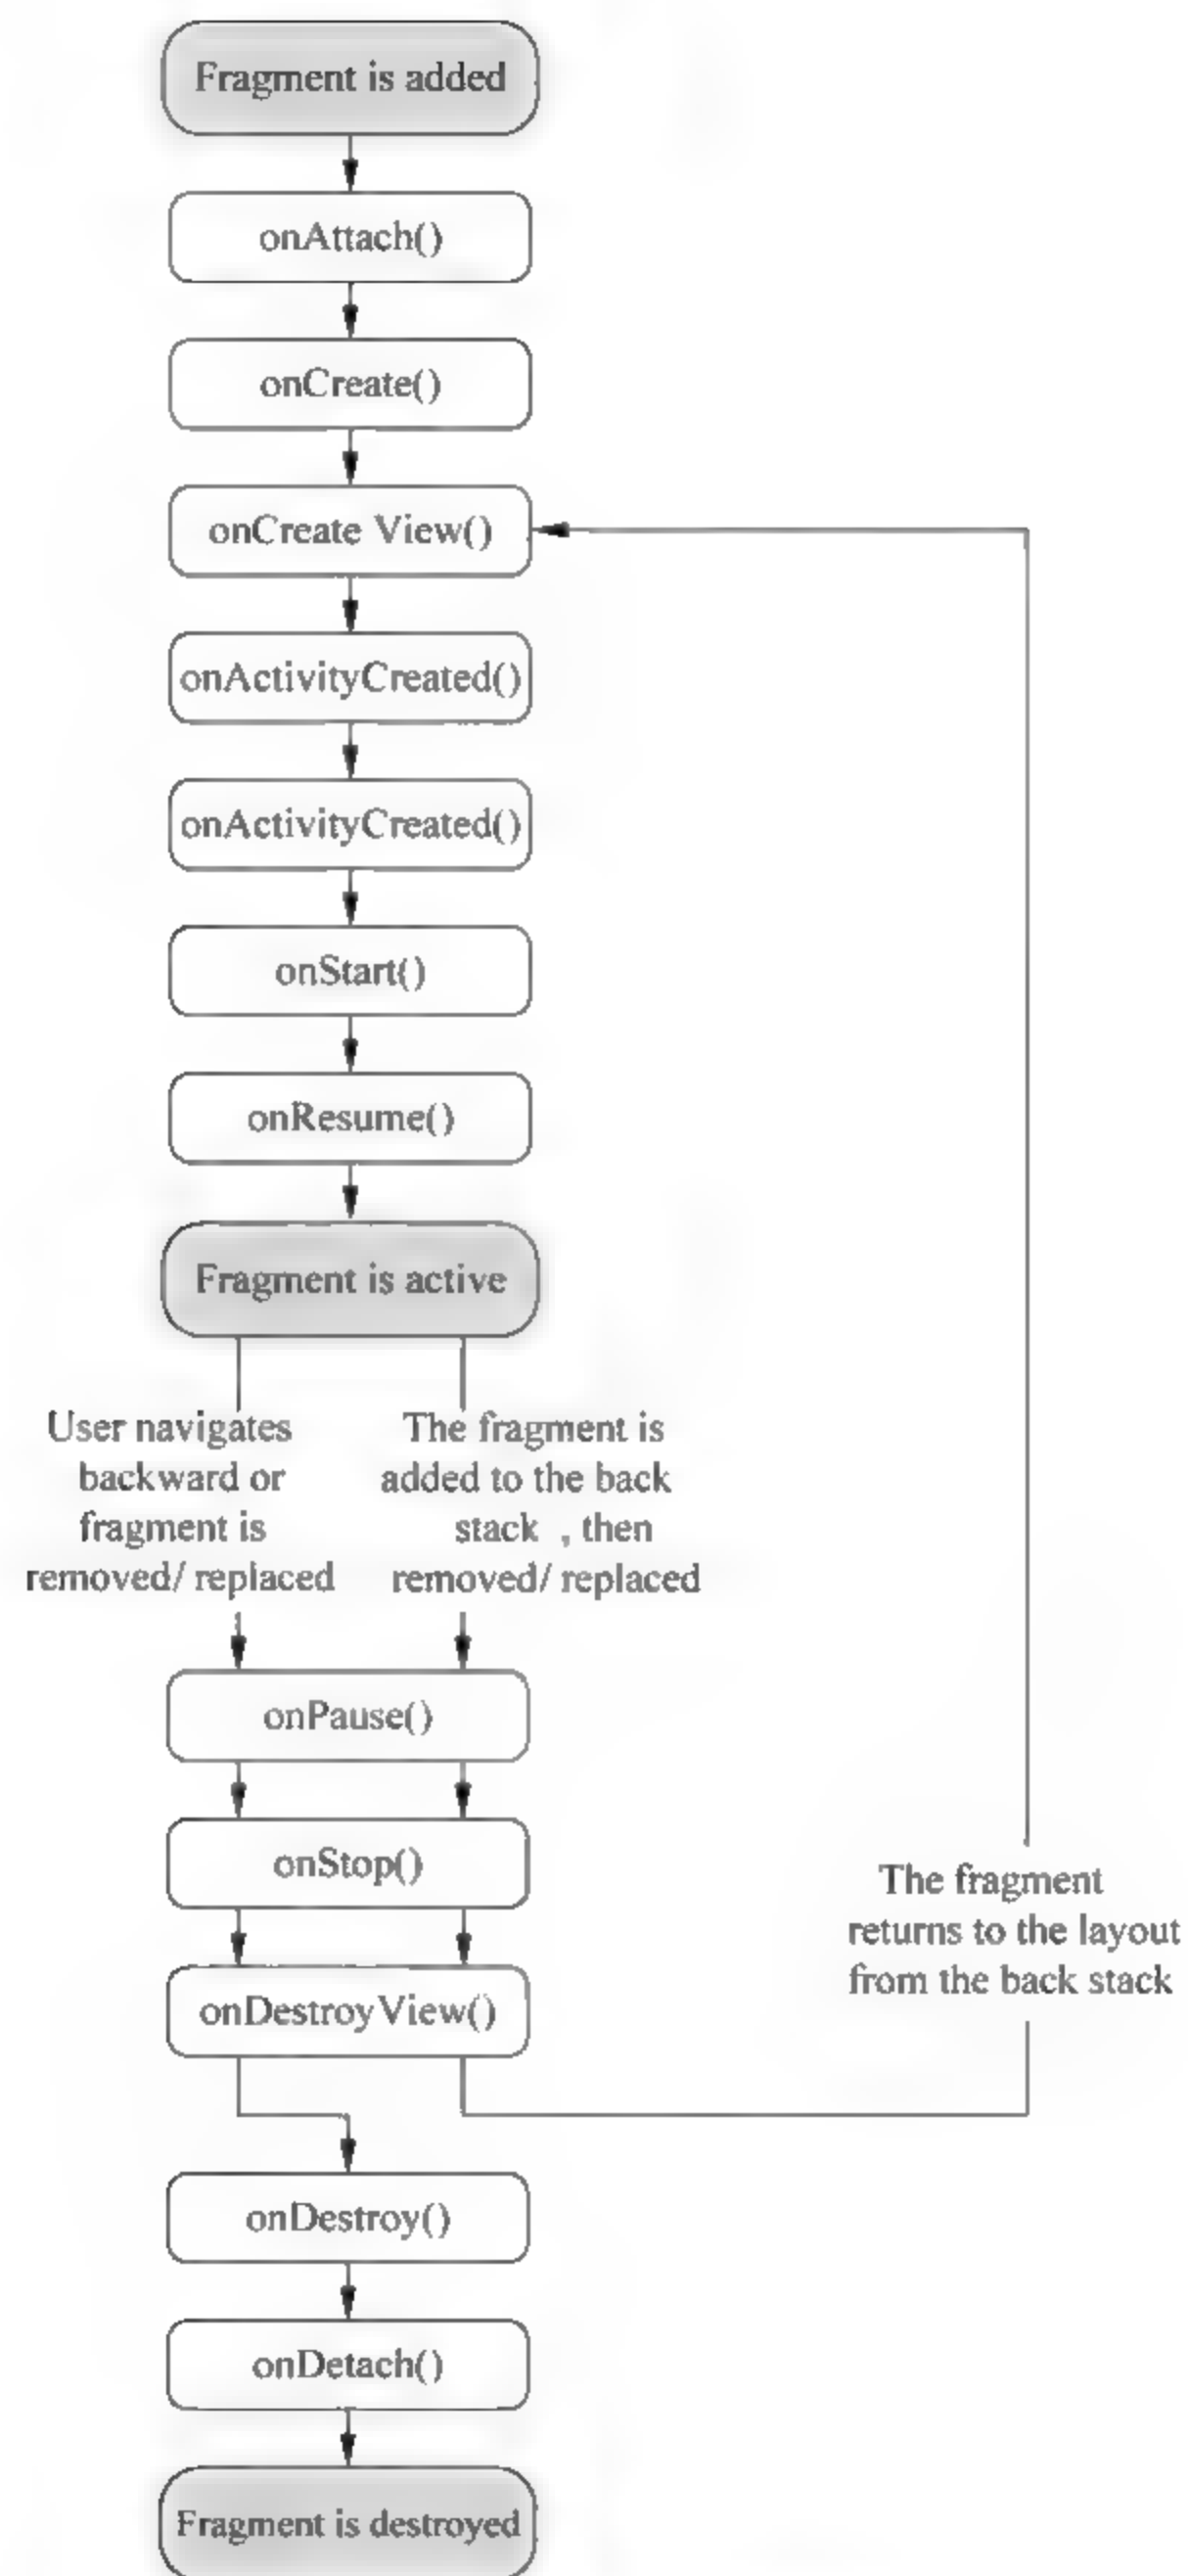 Fragment is added
onAttach()
onCreate()
onCreate View()
onActivityCreated()
onActivityCreated()
onStart()
onResume()
Fragment is active
User navigates
backward or
fragment is
removed/ replaced
The fragment is
added to the back
stack , then
removed/ replaced
onPause()
onStop()
The fragment
returns to the layout
from the back stack
onDestroyView()
onDestroy()
onDetach()
Fragment is destroyed